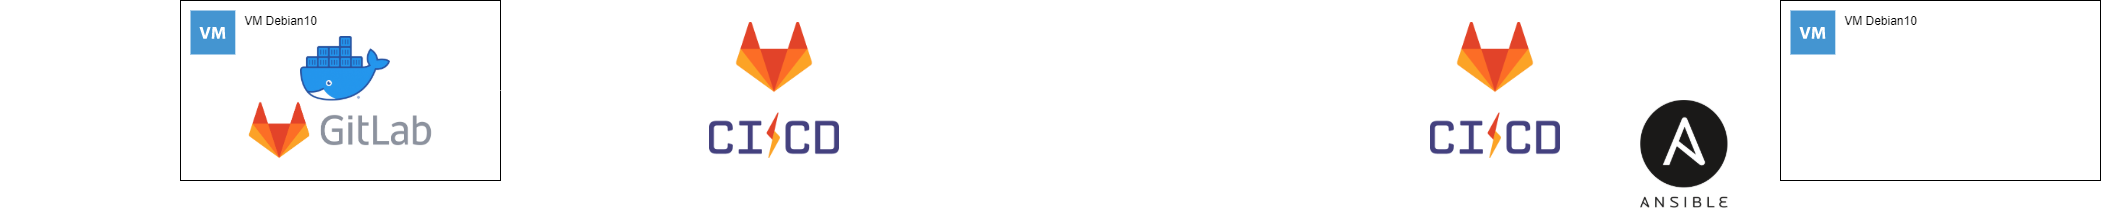 VM
VM Debian10
GitLab
CI CD
CI CD
ANSIBLE
VM
VM Debian10